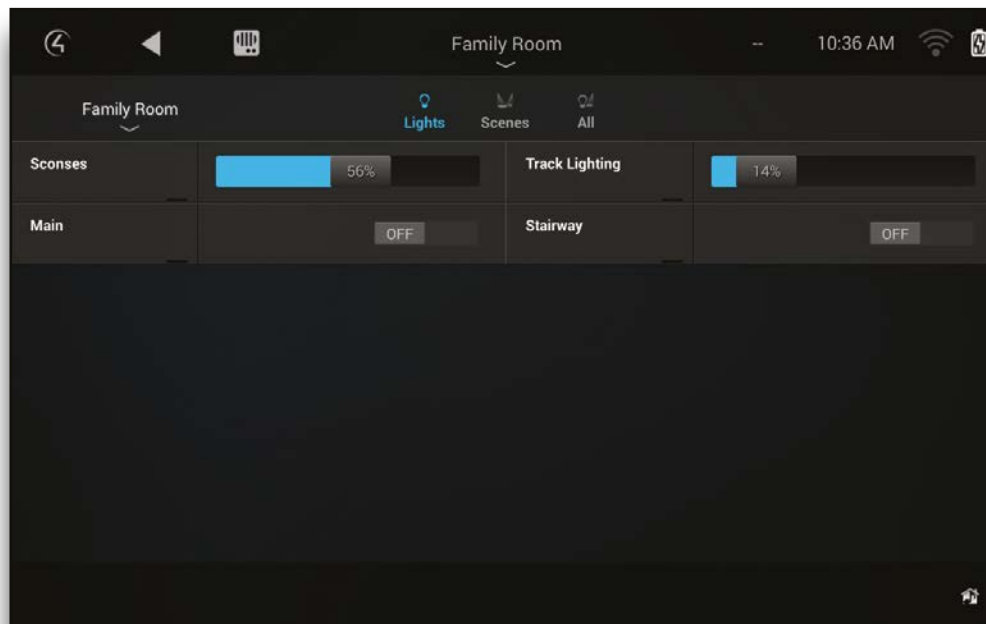 Family Room
--
10:36 AM
Family Room
Lights
Scenes
All
Sconses
56%
Track Lighting
14%
Main
OFF
Stairway
OFF